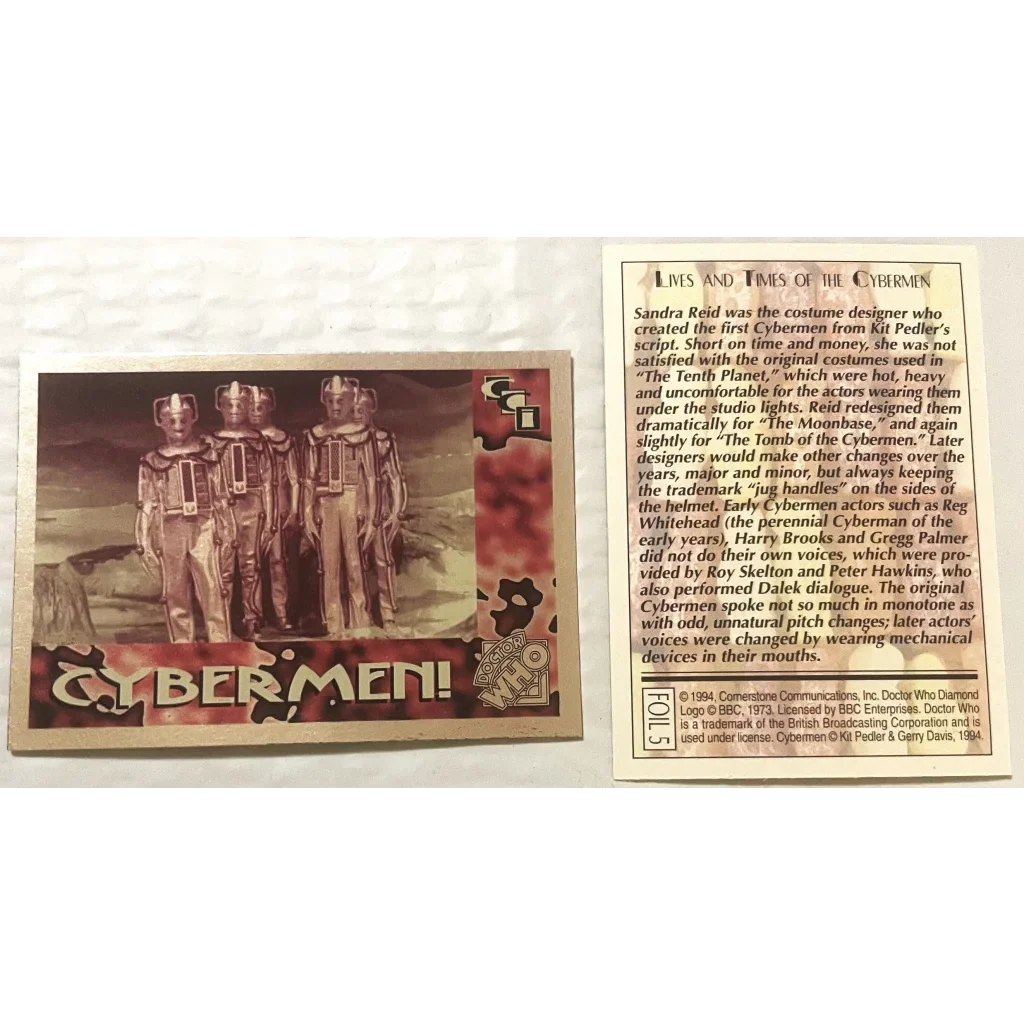 CCI
CYBERMEN!
DOCTOR
WHO
LIVES AND TIMES OF THE CYBERMEN
Sandra Reid was the costume designer who
created the first Cybermen from Kit Pedler's
script. Short on time and money, she was not
satisfied with the original costumes used in
"The Tenth Planet," which were hot, heavy
and uncomfortable for the actors wearing them
under the studio lights. Reid redesigned them
dramatically for "The Moonbase," and again
slightly for "The Tomb of the Cybermen." Later
designers would make other changes over the
years, major and minor, but always keeping
the trademark "jug handles" on the sides of
the helmet. Early Cybermen actors such as Reg
Whitehead (the perennial Cyberman of the
early years), Harry Brooks and Gregg Palmer
did not do their own voices, which were pro-
vided by Roy Skelton and Peter Hawkins, who
also performed Dalek dialogue. The original
Cybermen spoke not so much in monotone as
with odd, unnatural pitch changes; later actors'
voices were changed by wearing mechanical
devices in their mouths.
FOIL 5
© 1994, Cornerstone Communications, Inc. Doctor Who Diamond
Logo © BBC, 1973. Licensed by BBC Enterprises. Doctor Who
is a trademark of the British Broadcasting Corporation and is
used under license. Cybermen © Kit Pedler & Gerry Davis, 1994.